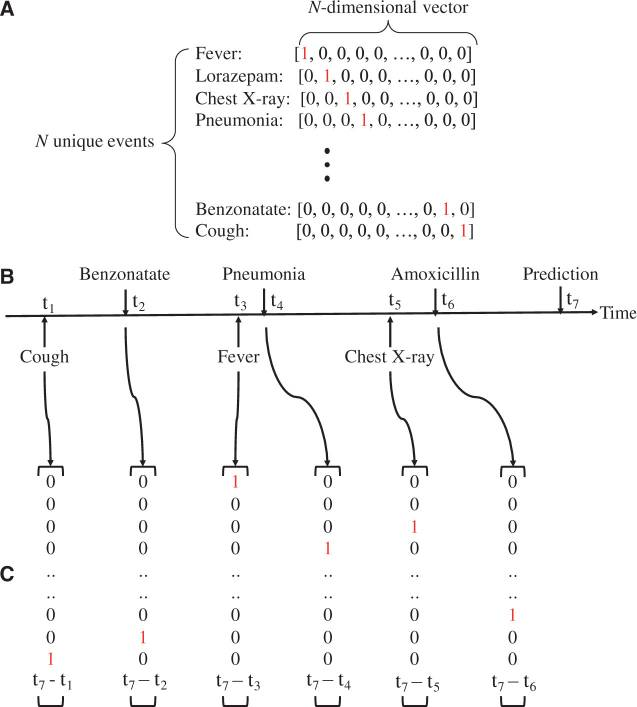 A
N-dimensional vector
N unique events
Fever: [1, 0, 0, 0, 0, …, 0, 0, 0]
Lorazepam: [0, 1, 0, 0, 0, …, 0, 0, 0]
Chest X-ray: [0, 0, 1, 0, 0, …, 0, 0, 0]
Pneumonia: [0, 0, 0, 1, 0, …, 0, 0, 0]
Benzonatate: [0, 0, 0, 0, 0, …, 0, 1, 0]
Cough: [0, 0, 0, 0, 0, …, 0, 0, 1]
B
Benzonatate Pneumonia Amoxicillin Prediction
t1 t2 t3 t4 t5 t6 t7
Time
Cough Fever Chest X-ray
0 0 1 0 0 0
0 0 0 0 0 0
0 0 0 0 1 0
0 0 0 1 0 0
C
.. .. .. .. .. ..
.. .. .. .. .. ..
0 0 0 0 0 1
0 1 0 0 0 0
1 0 0 0 0 0
t7 - t1 t7 – t2 t7 – t3 t7 – t4 t7 – t5 t7 – t6